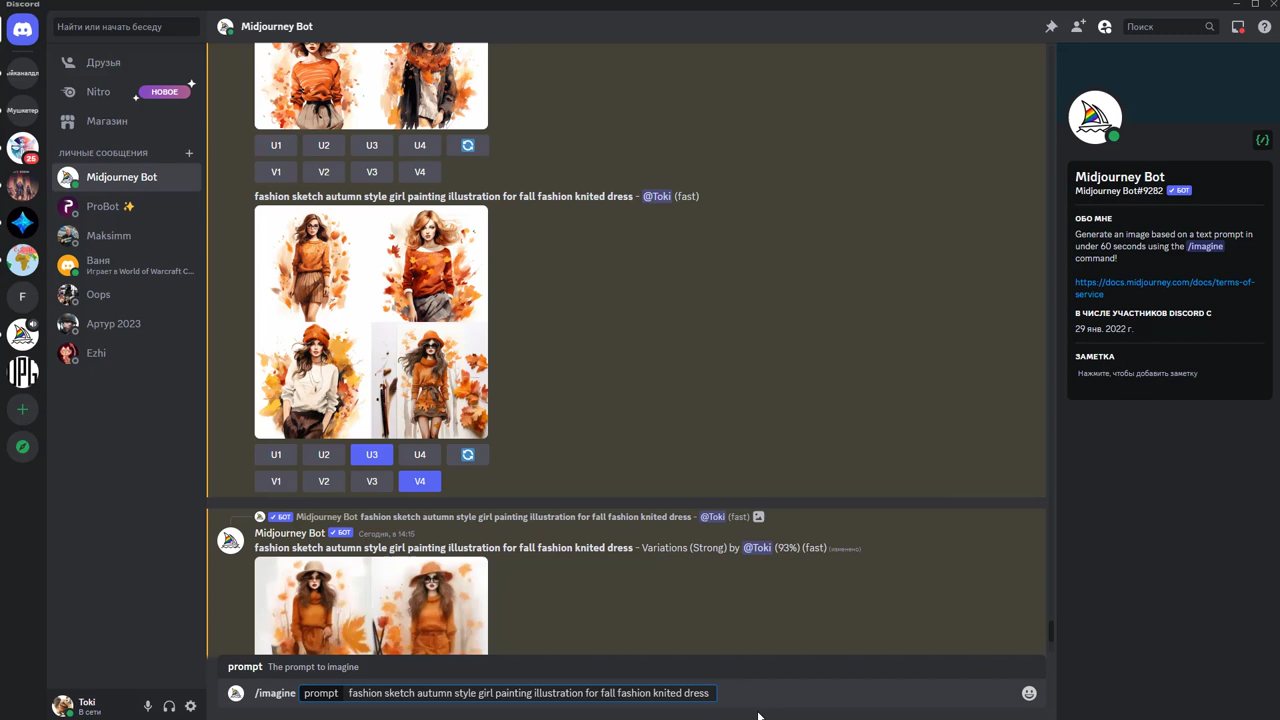 Discord
Найти или начать беседу
Midjourney Bot
Поиск
Друзья
Nitro
НОВОЕ
Магазин
ЛИЧНЫЕ СООБЩЕНИЯ
Midjourney Bot
ProBot ✨
Maksimm
Ваня
Играет в World of Warcraft C...
Oops
Артур 2023
Ezhi
Мушкетер
25
F
U1 U2 U3 U4
V1 V2 V3 V4
fashion sketch autumn style girl painting illustration for fall fashion knited dress - @Toki (fast)
U1 U2 U3 U4
V1 V2 V3 V4
✓ БОТ Midjourney Bot fashion sketch autumn style girl painting illustration for fall fashion knited dress - @Toki (fast)
Midjourney Bot ✓ БОТ Сегодня, в 14:15
fashion sketch autumn style girl painting illustration for fall fashion knited dress - Variations (Strong) by @Toki (93%) (fast) (изменено)
prompt The prompt to imagine
/imagine prompt fashion sketch autumn style girl painting illustration for fall fashion knited dress
Toki
В сети
Midjourney Bot
Midjourney Bot#9282 ✓ БОТ
ОБО МНЕ
Generate an image based on a text prompt in
under 60 seconds using the /imagine
command!
https://docs.midjourney.com/docs/terms-of-
service
В ЧИСЛЕ УЧАСТНИКОВ DISCORD С
29 янв. 2022 г.
ЗАМЕТКА
Нажмите, чтобы добавить заметку